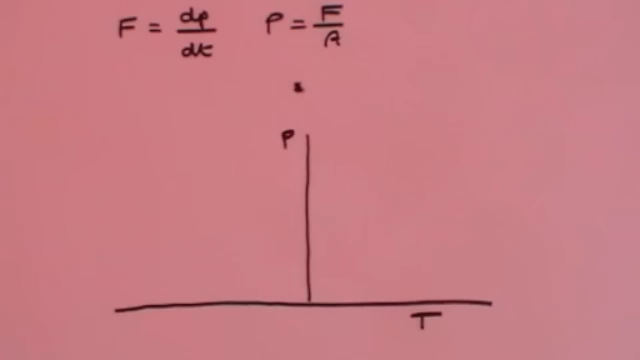 F = dp/dt P = F/A
P
T